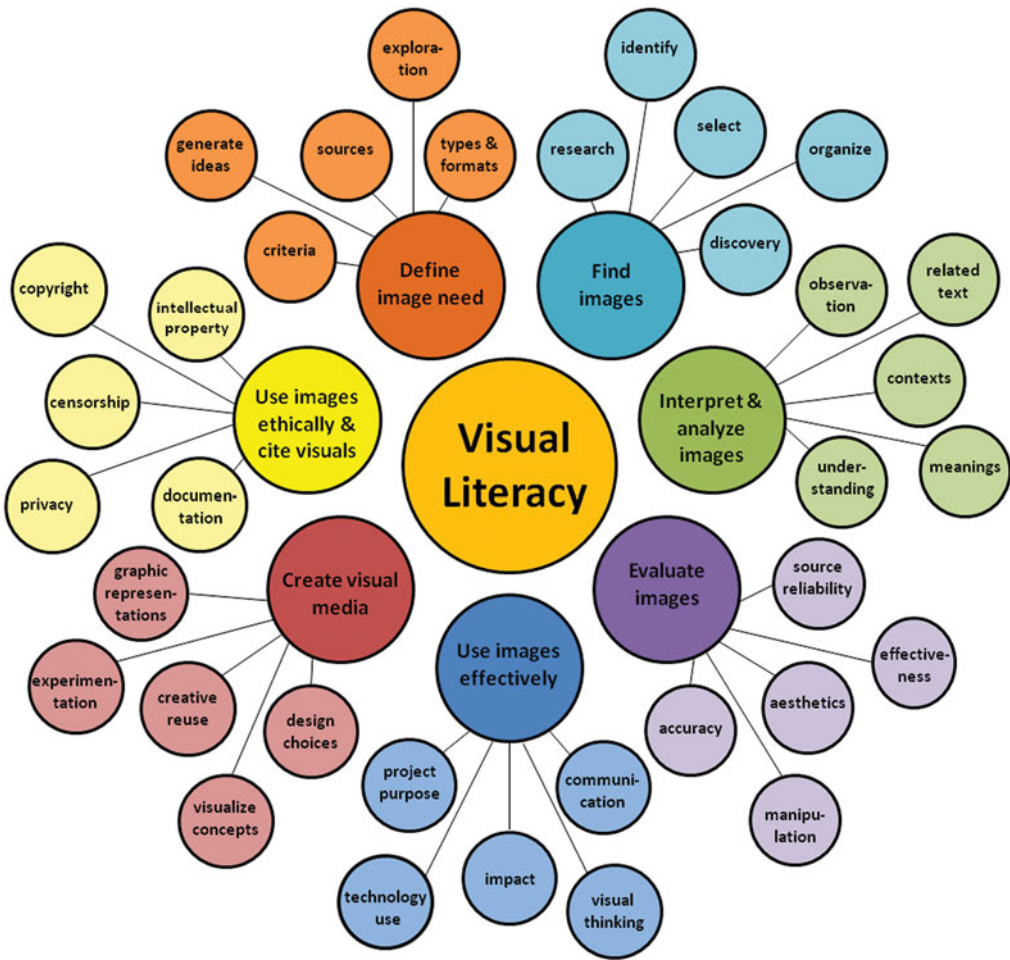 Visual
Literacy
Define
image need
explora-
tion
generate
ideas
sources
types &
formats
criteria
Find
images
identify
select
research
organize
discovery
Interpret &
analyze
images
observa-
tion
related
text
contexts
under-
standing
meanings
Evaluate
images
source
reliability
effective-
ness
aesthetics
accuracy
manipu-
lation
Use images
effectively
project
purpose
communi-
cation
technology
use
impact
visual
thinking
Create visual
media
graphic
represen-
tations
experimen-
tation
creative
reuse
design
choices
visualize
concepts
Use images
ethically &
cite visuals
copyright
intellectual
property
censorship
privacy
documen-
tation